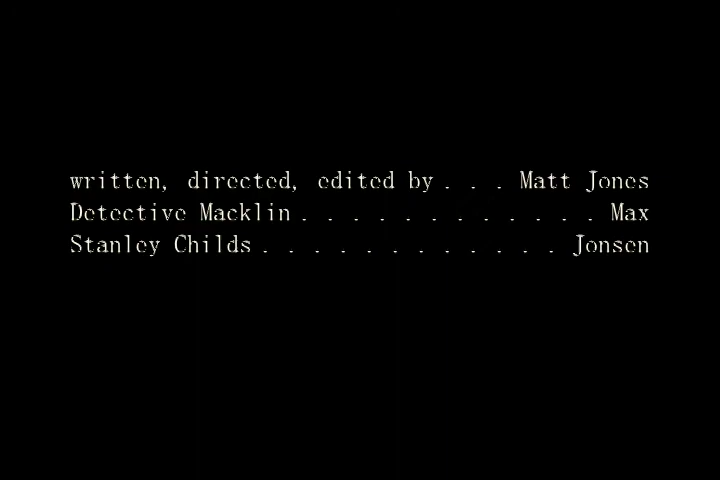 written, directed, edited by . . . Matt Jones
Detective Macklin . . . . . . . . . . . . Max
Stanley Childs . . . . . . . . . . . . Jonsen